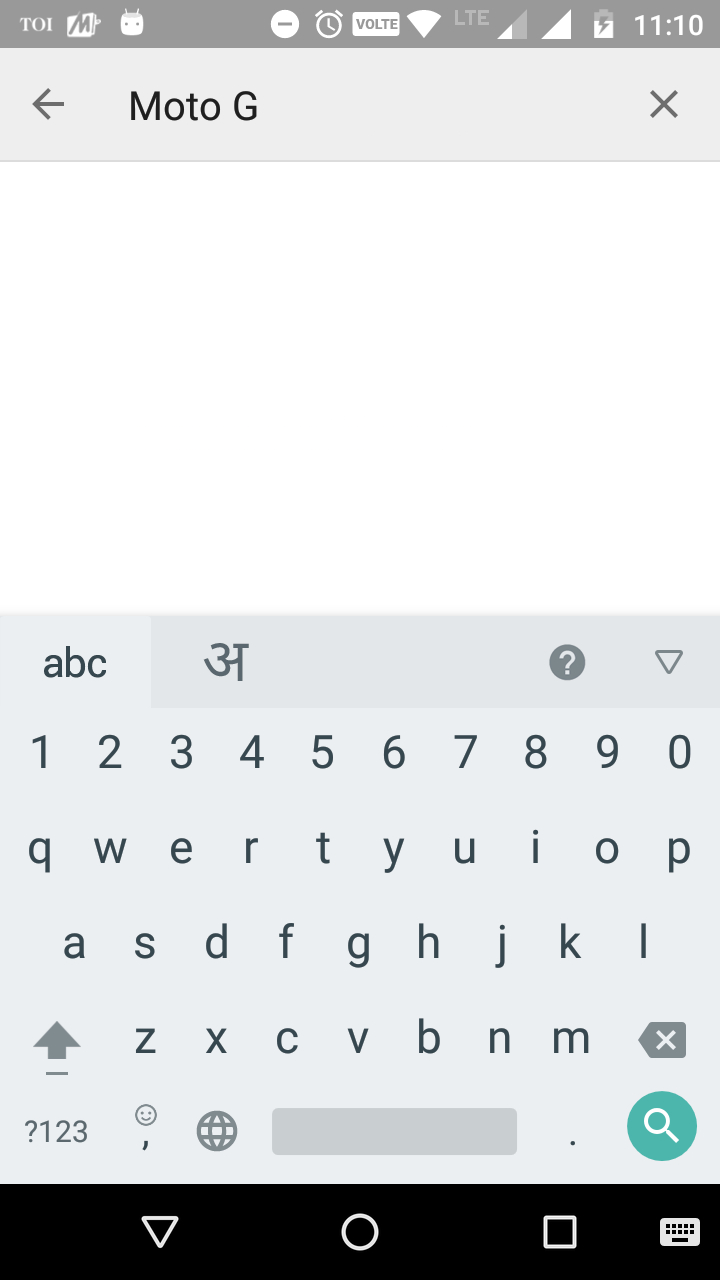 TOI VOLTE LTE 11:10
Moto G
abc अ ?
1 2 3 4 5 6 7 8 9 0
q w e r t y u i o p
a s d f g h j k l
z x c v b n m
?123 , .